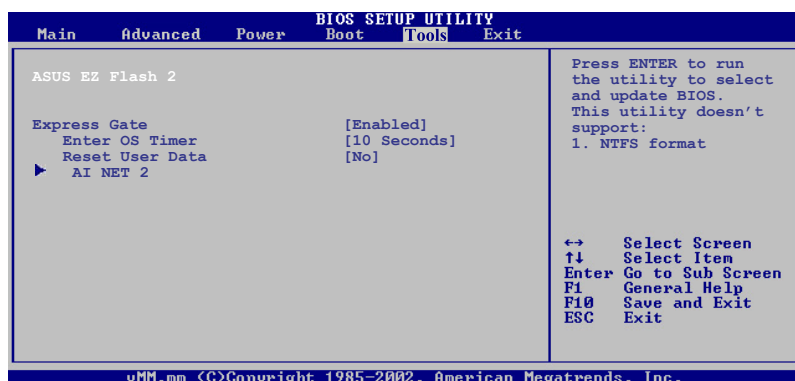 BIOS SETUP UTILITY
Main Advanced Power Boot Tools Exit
ASUS EZ Flash 2
Express Gate [Enabled]
Enter OS Timer [10 Seconds]
Reset User Data [No]
AI NET 2
Press ENTER to run
the utility to select
and update BIOS.
This utility doesn't
support:
1. NTFS format
←→ Select Screen
↑↓ Select Item
Enter Go to Sub Screen
F1 General Help
F10 Save and Exit
ESC Exit
vMM.mm (C)Copyright 1985-2002, American Megatrends, Inc.